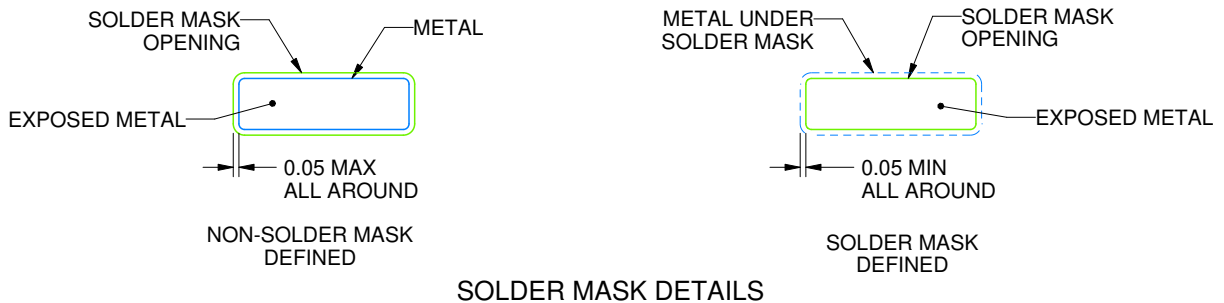 SOLDER MASK
OPENING
METAL
EXPOSED METAL
0.05 MAX
ALL AROUND
NON-SOLDER MASK
DEFINED
METAL UNDER
SOLDER MASK
SOLDER MASK
OPENING
EXPOSED METAL
0.05 MIN
ALL AROUND
SOLDER MASK
DEFINED
SOLDER MASK DETAILS